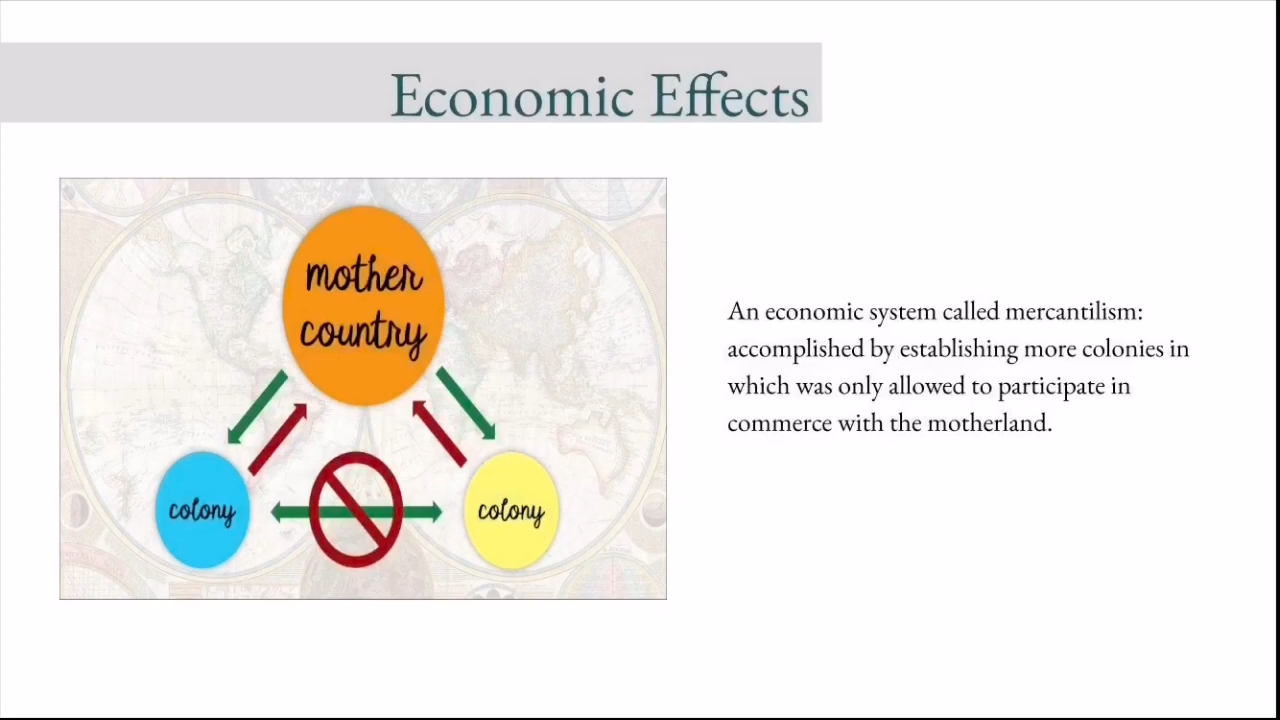 Economic Effects
mother
country
colony
colony
An economic system called mercantilism:
accomplished by establishing more colonies in
which was only allowed to participate in
commerce with the motherland.